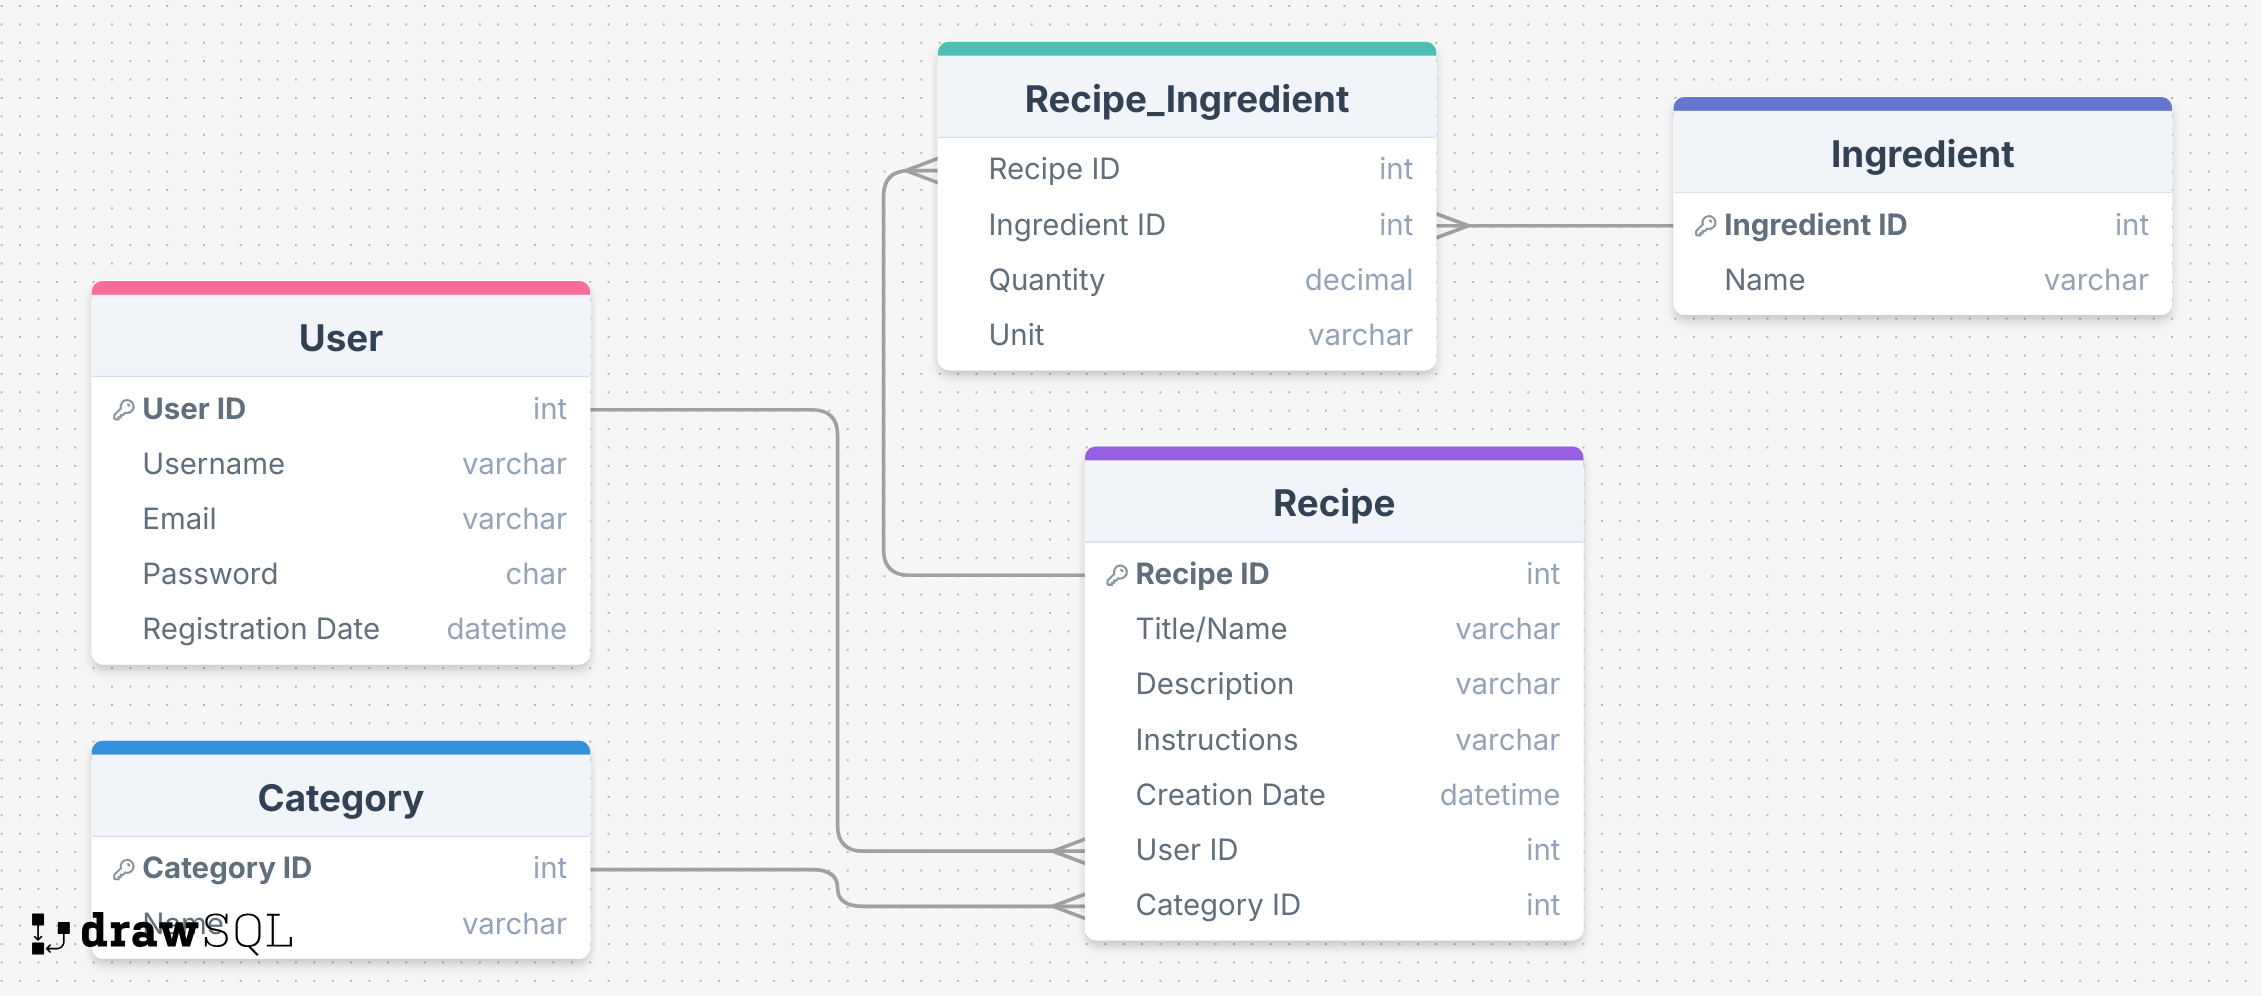 Recipe_Ingredient
Recipe ID int
Ingredient ID int
Quantity decimal
Unit varchar
Ingredient
Ingredient ID int
Name varchar
User
User ID int
Username varchar
Email varchar
Password char
Registration Date datetime
Recipe
Recipe ID int
Title/Name varchar
Description varchar
Instructions varchar
Creation Date datetime
User ID int
Category ID int
Category
Category ID int
Name varchar
drawSQL